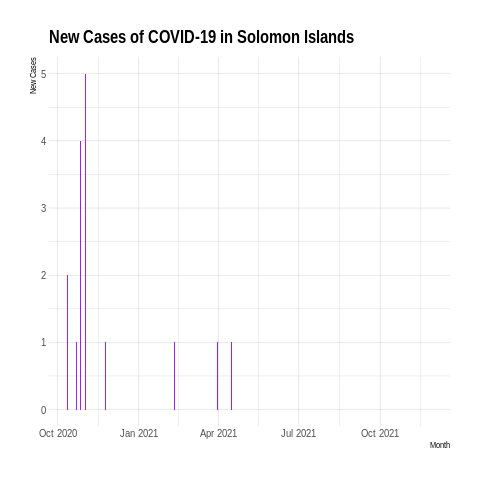 New Cases of COVID-19 in Solomon Islands
New Cases
5
4
3
2
1
0
Oct 2020 Jan 2021 Apr 2021 Jul 2021 Oct 2021
Month